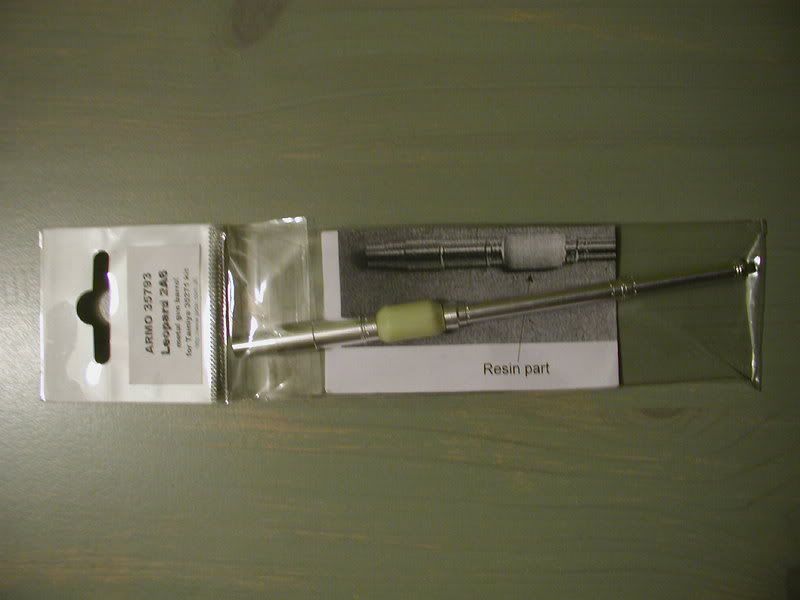 ARMO 35793
Leopard 2A6
metal gun barrel
for Tamiya 35271 kit
Resin part